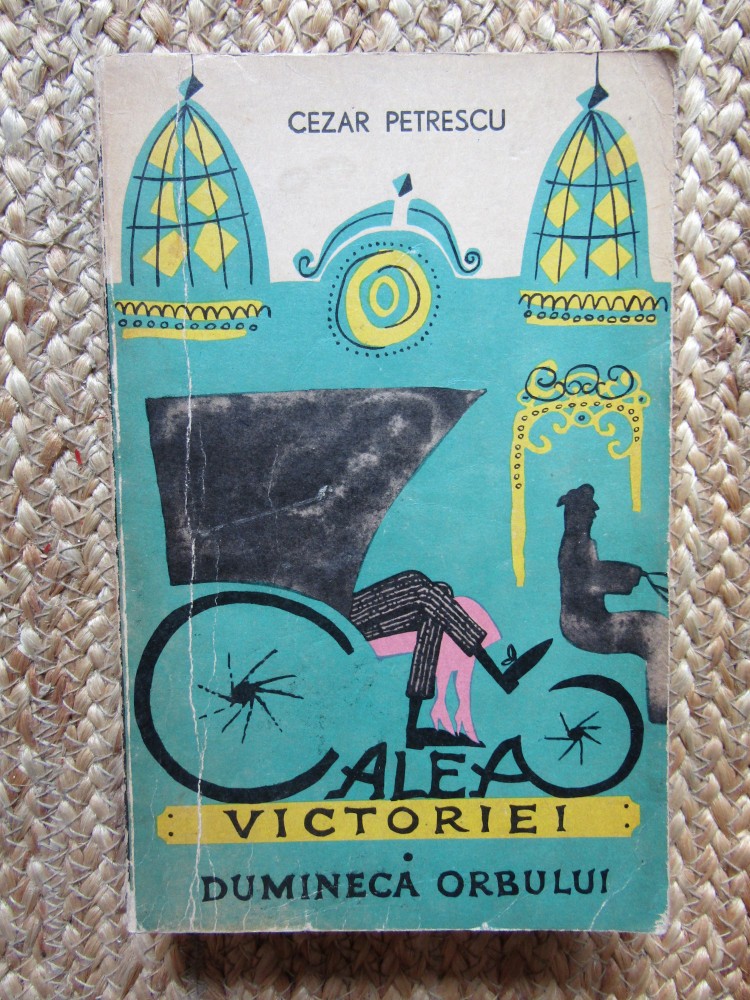 CEZAR PETRESCU
CALEA
VICTORIEI
DUMINECA ORBULUI